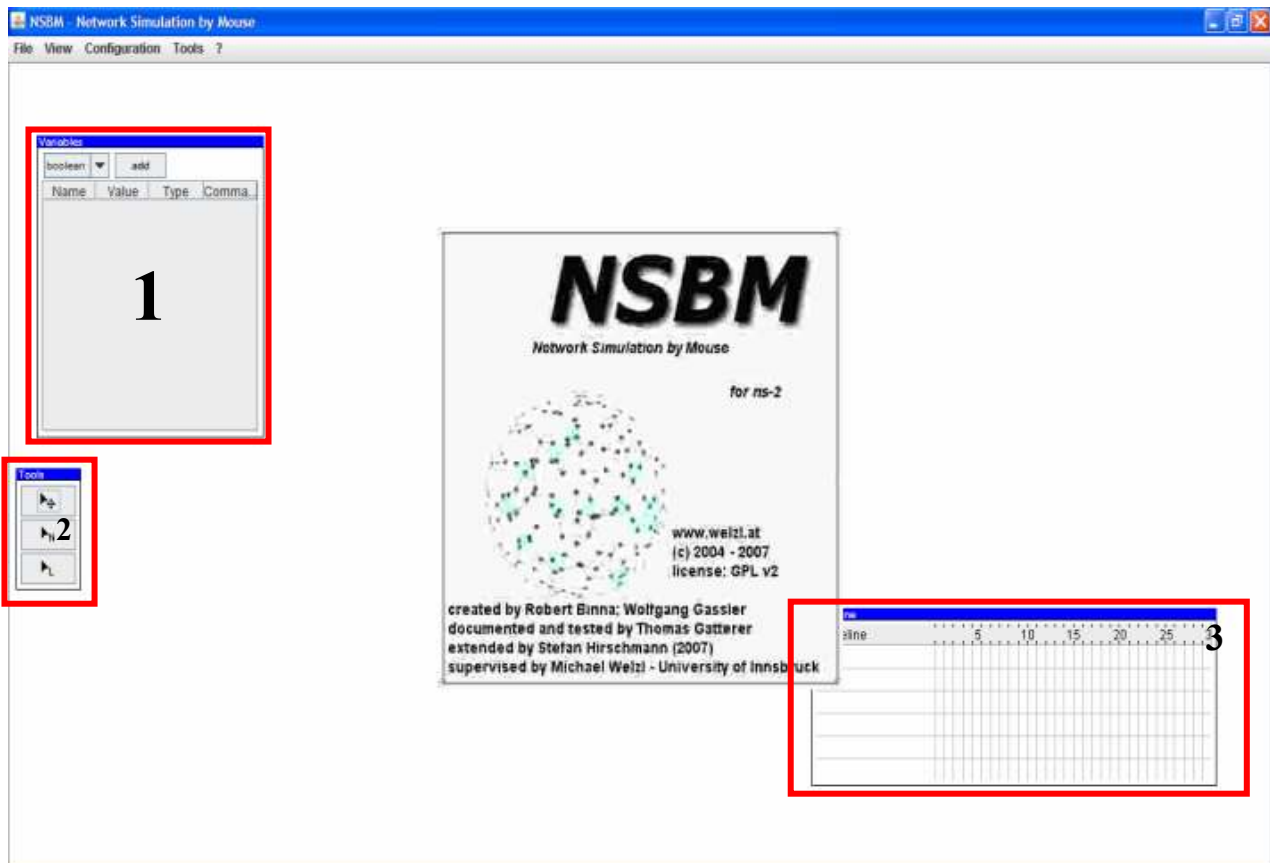 NSBM - Network Simulation by Mouse
File View Configuration Tools ?
Variables
boolean add
Name Value Type Comma...
1
Tools
N
2
L
NSBM
Network Simulation by Mouse
for ns-2
www.welzl.at
(c) 2004 - 2007
license: GPL v2
created by Robert Binna; Wolfgang Gassler
documented and tested by Thomas Gatterer
extended by Stefan Hirschmann (2007)
supervised by Michael Welzl - University of Innsbruck
ne
eline 5 10 15 20 25 3
3